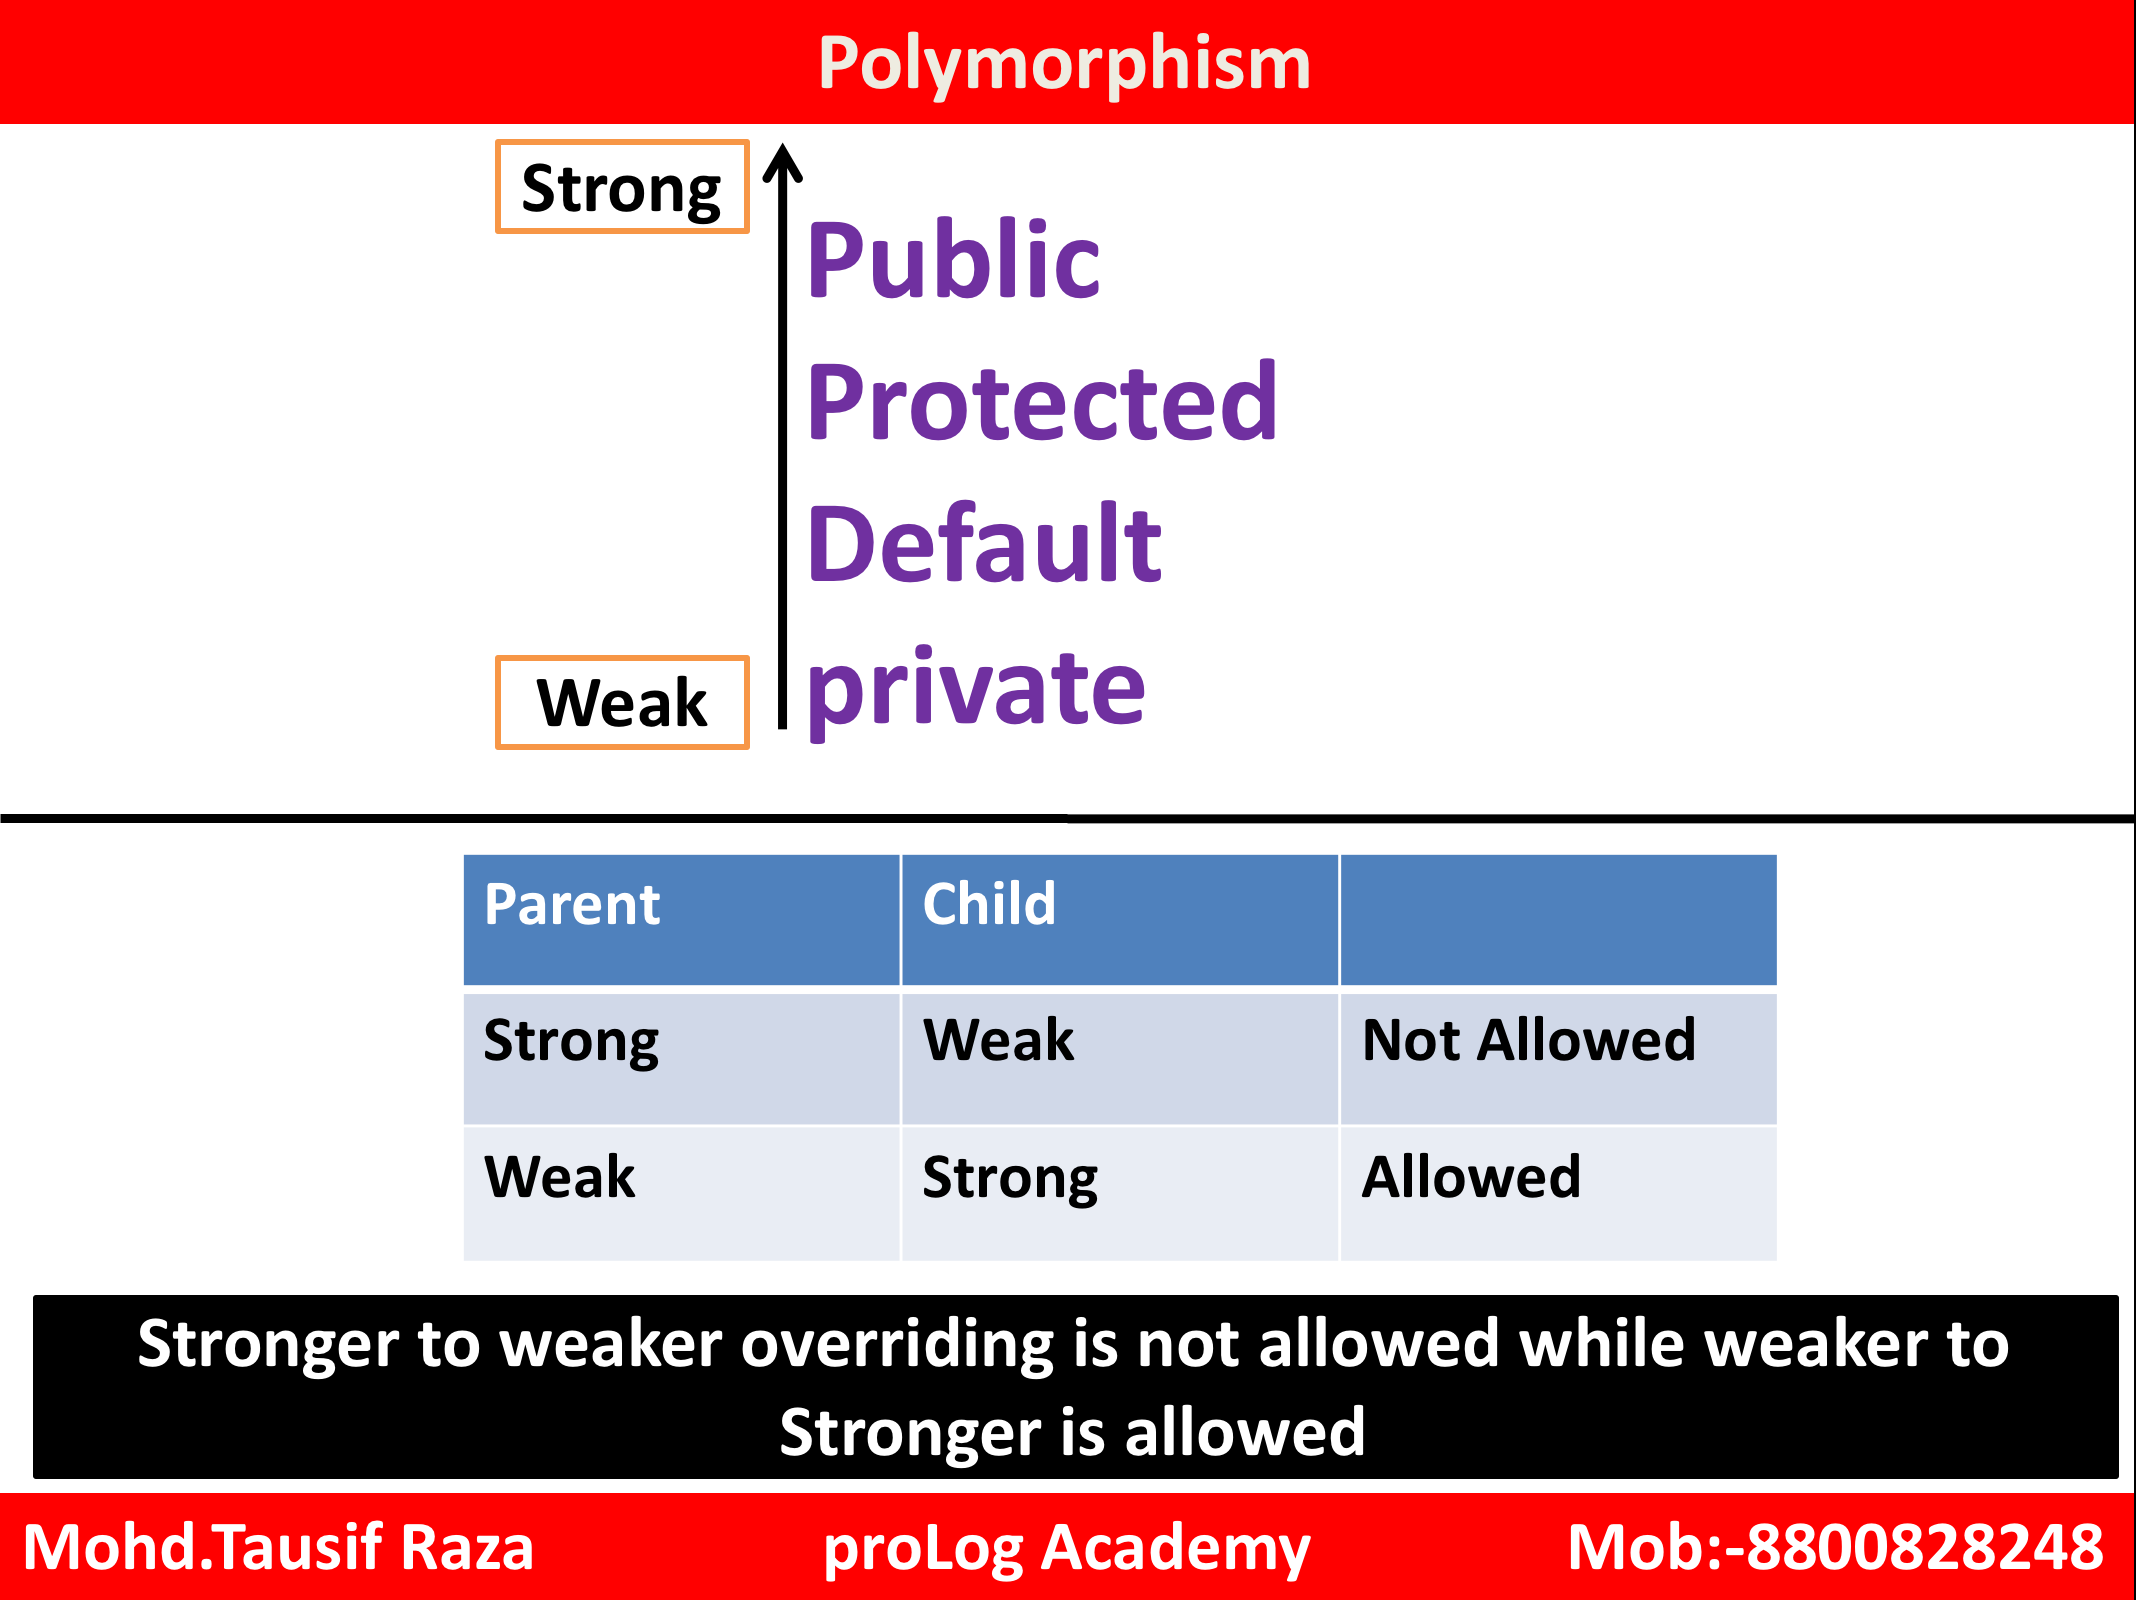 Polymorphism
Strong
Public
Protected
Default
Weak
private
Parent Child
Strong Weak Not Allowed
Weak Strong Allowed
Stronger to weaker overriding is not allowed while weaker to
Stronger is allowed
Mohd.Tausif Raza proLog Academy Mob:-8800828248